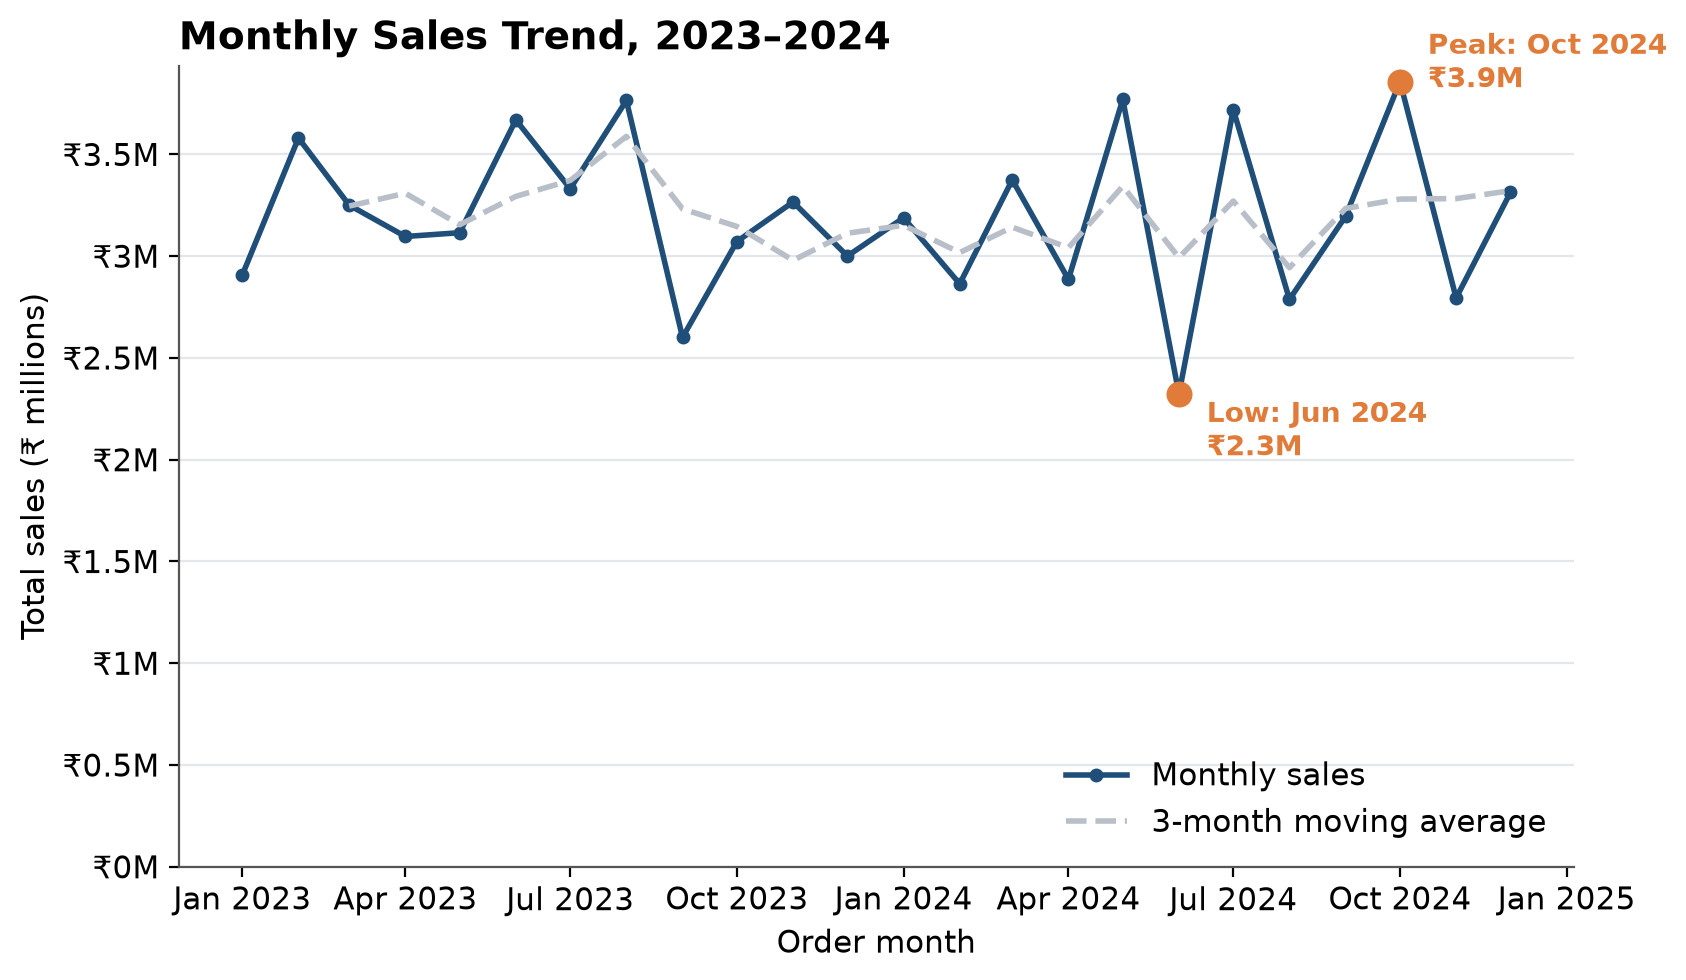 Monthly Sales Trend, 2023–2024
Peak: Oct 2024
₹3.9M
₹3.5M
₹3M
₹2.5M
Low: Jun 2024
₹2.3M
₹2M
₹1.5M
₹1M
₹0.5M
₹0M
Total sales (₹ millions)
Monthly sales
3-month moving average
Jan 2023 Apr 2023 Jul 2023 Oct 2023 Jan 2024 Apr 2024 Jul 2024 Oct 2024 Jan 2025
Order month